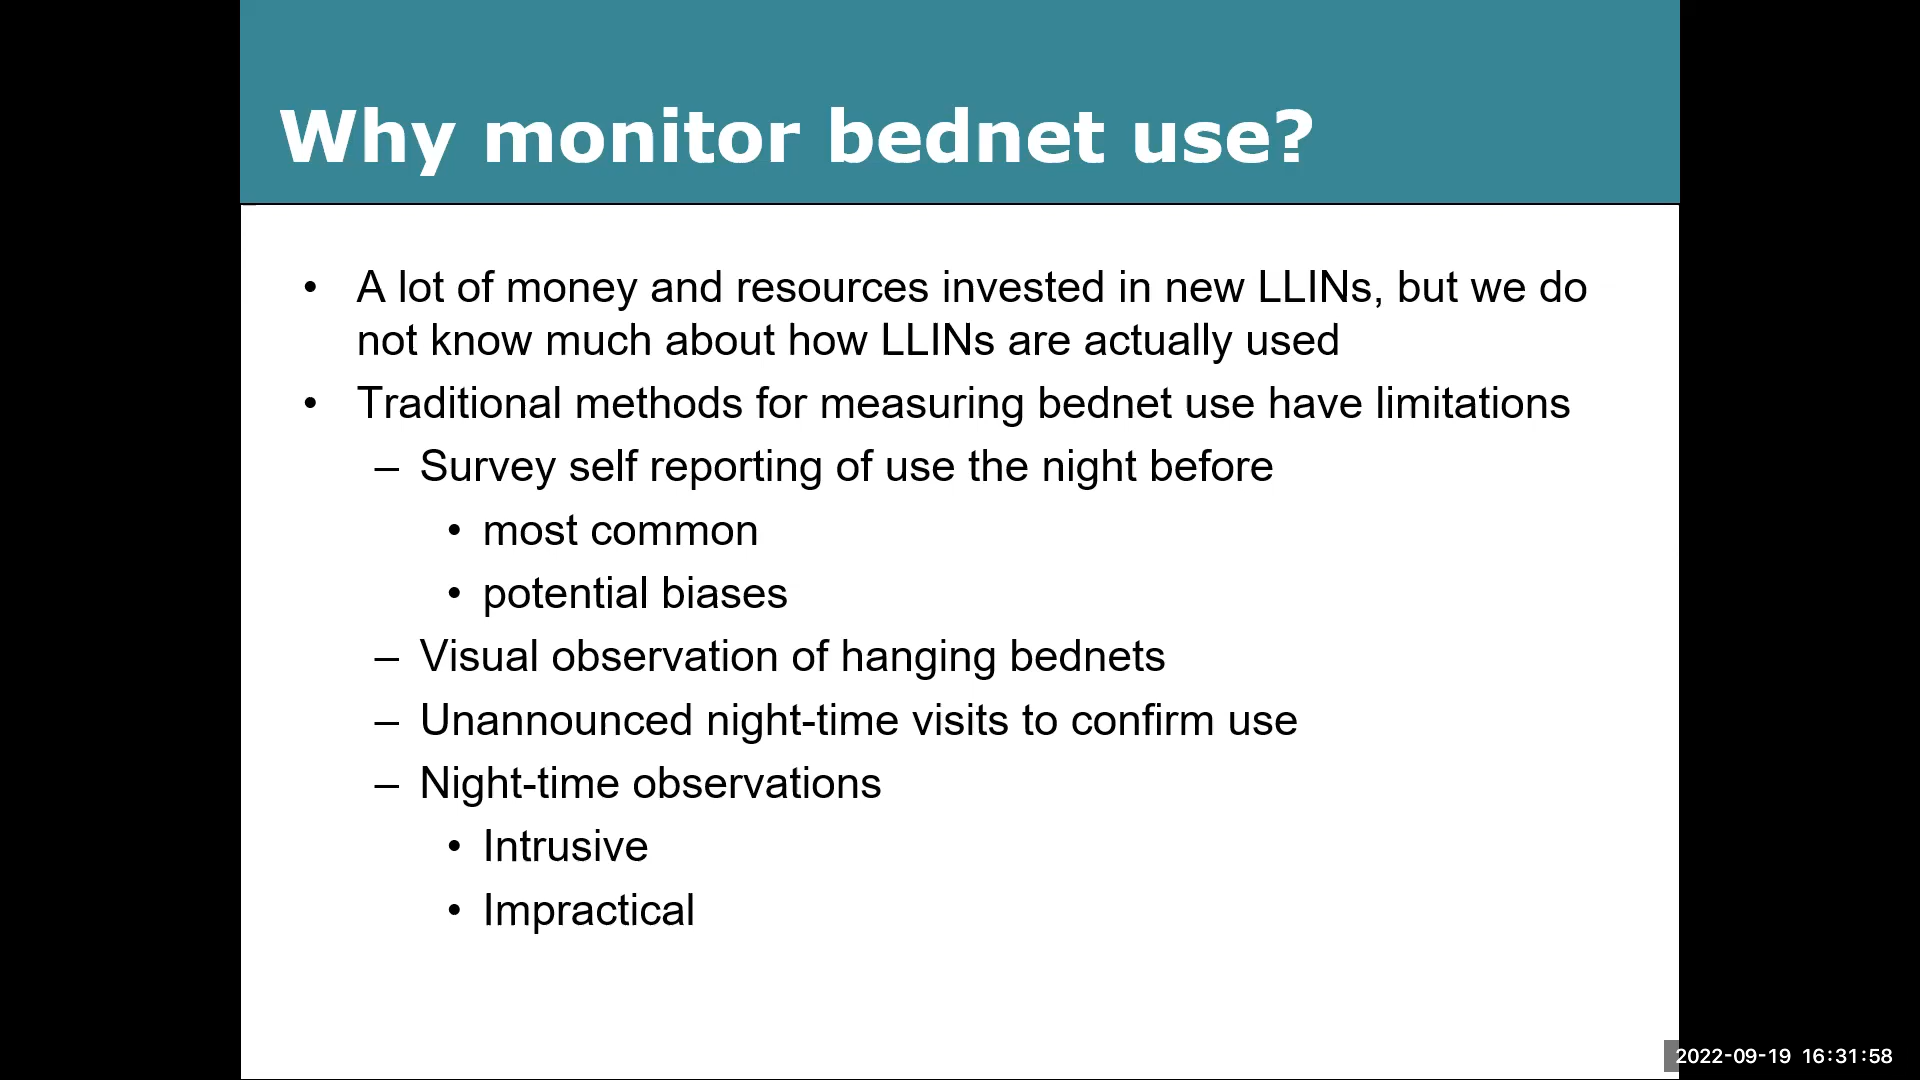 Why monitor bednet use?
• A lot of money and resources invested in new LLINs, but we do
not know much about how LLINs are actually used
• Traditional methods for measuring bednet use have limitations
– Survey self reporting of use the night before
• most common
• potential biases
– Visual observation of hanging bednets
– Unannounced night-time visits to confirm use
– Night-time observations
• Intrusive
• Impractical
2022-09-19 16:31:58